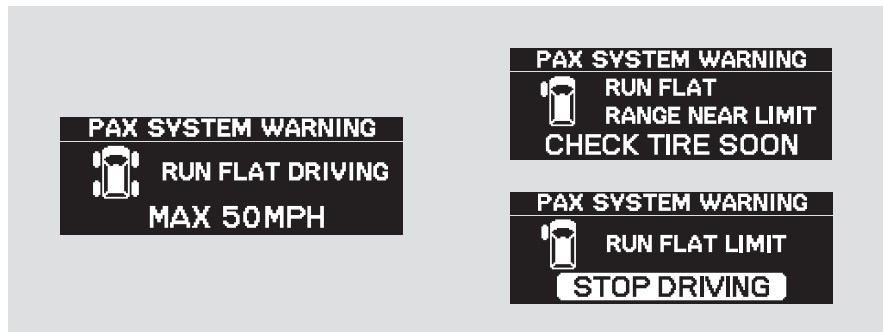 PAX SYSTEM WARNING
RUN FLAT DRIVING
MAX 50MPH
PAX SYSTEM WARNING
RUN FLAT
RANGE NEAR LIMIT
CHECK TIRE SOON
PAX SYSTEM WARNING
RUN FLAT LIMIT
STOP DRIVING